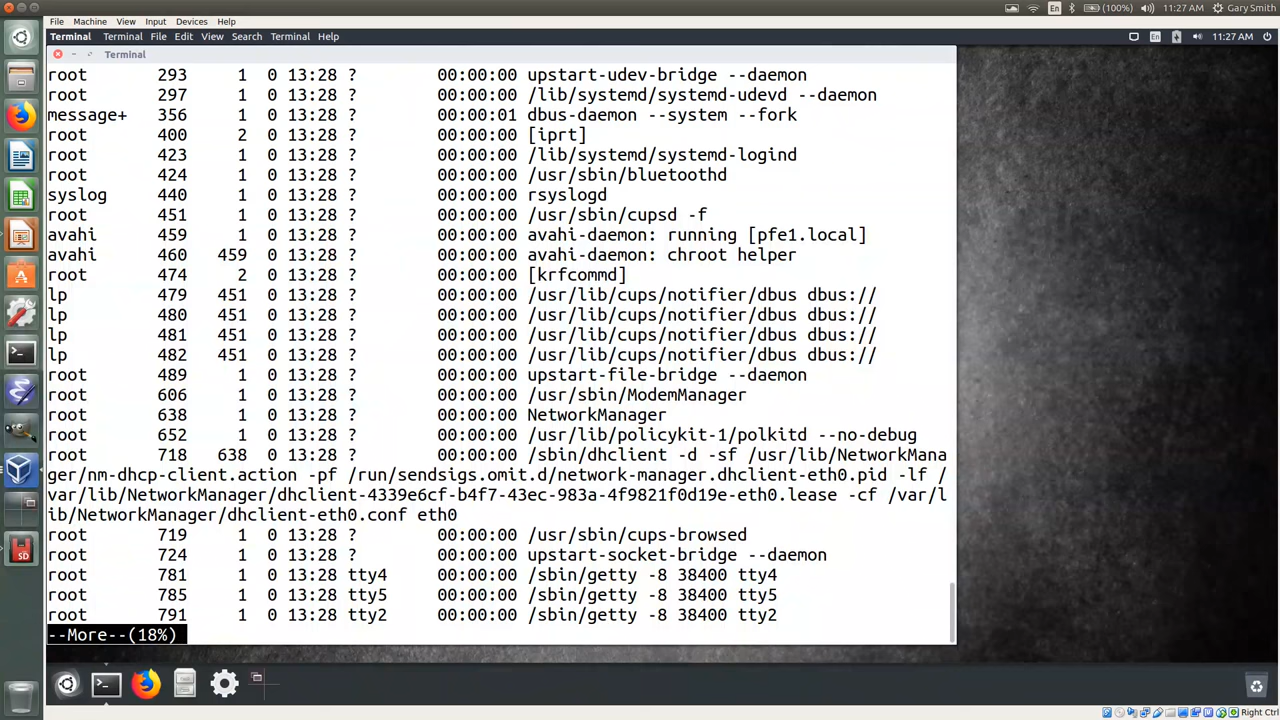 En (100%) 11:27 AM Gary Smith
File Machine View Input Devices Help
Terminal Terminal File Edit View Search Terminal Help En 11:27 AM
Terminal
root 293 1 0 13:28 ? 00:00:00 upstart-udev-bridge --daemon
root 297 1 0 13:28 ? 00:00:00 /lib/systemd/systemd-udevd --daemon
message+ 356 1 0 13:28 ? 00:00:01 dbus-daemon --system --fork
root 400 2 0 13:28 ? 00:00:00 [iprt]
root 423 1 0 13:28 ? 00:00:00 /lib/systemd/systemd-logind
root 424 1 0 13:28 ? 00:00:00 /usr/sbin/bluetoothd
syslog 440 1 0 13:28 ? 00:00:00 rsyslogd
root 451 1 0 13:28 ? 00:00:00 /usr/sbin/cupsd -f
avahi 459 1 0 13:28 ? 00:00:00 avahi-daemon: running [pfe1.local]
avahi 460 459 0 13:28 ? 00:00:00 avahi-daemon: chroot helper
root 474 2 0 13:28 ? 00:00:00 [krfcommd]
lp 479 451 0 13:28 ? 00:00:00 /usr/lib/cups/notifier/dbus dbus://
lp 480 451 0 13:28 ? 00:00:00 /usr/lib/cups/notifier/dbus dbus://
lp 481 451 0 13:28 ? 00:00:00 /usr/lib/cups/notifier/dbus dbus://
lp 482 451 0 13:28 ? 00:00:00 /usr/lib/cups/notifier/dbus dbus://
root 489 1 0 13:28 ? 00:00:00 upstart-file-bridge --daemon
root 606 1 0 13:28 ? 00:00:00 /usr/sbin/ModemManager
root 638 1 0 13:28 ? 00:00:00 NetworkManager
root 652 1 0 13:28 ? 00:00:00 /usr/lib/policykit-1/polkitd --no-debug
root 718 638 0 13:28 ? 00:00:00 /sbin/dhclient -d -sf /usr/lib/NetworkMana
ger/nm-dhcp-client.action -pf /run/sendsigs.omit.d/network-manager.dhclient-eth0.pid -lf /
var/lib/NetworkManager/dhclient-4339e6cf-b4f7-43ec-983a-4f9821f0d19e-eth0.lease -cf /var/l
ib/NetworkManager/dhclient-eth0.conf eth0
root 719 1 0 13:28 ? 00:00:00 /usr/sbin/cups-browsed
root 724 1 0 13:28 ? 00:00:00 upstart-socket-bridge --daemon
root 781 1 0 13:28 tty4 00:00:00 /sbin/getty -8 38400 tty4
root 785 1 0 13:28 tty5 00:00:00 /sbin/getty -8 38400 tty5
root 791 1 0 13:28 tty2 00:00:00 /sbin/getty -8 38400 tty2
--More--(18%)
SD
Right Ctrl